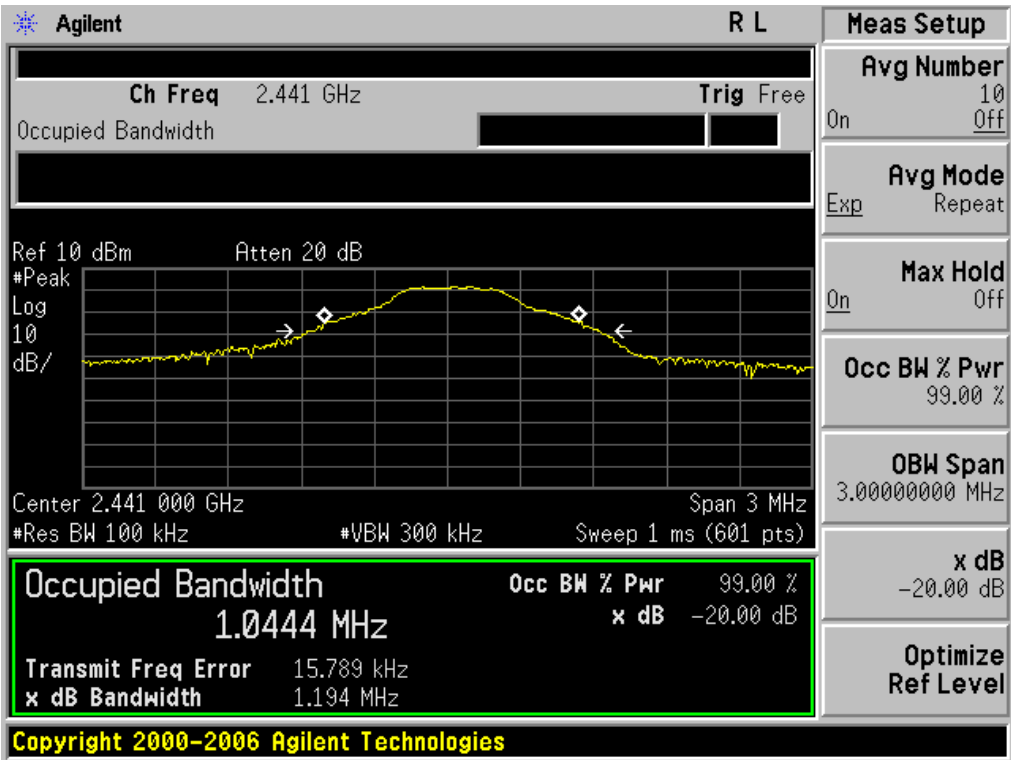 Agilent R L Meas Setup
Ch Freq 2.441 GHz Trig Free
Occupied Bandwidth
Ref 10 dBm Atten 20 dB
#Peak
Log
10
dB/
Center 2.441 000 GHz Span 3 MHz
#Res BW 100 kHz #VBW 300 kHz Sweep 1 ms (601 pts)
Occupied Bandwidth Occ BW % Pwr 99.00 %
1.0444 MHz x dB -20.00 dB
Transmit Freq Error 15.789 kHz
x dB Bandwidth 1.194 MHz
Avg Number
10
On Off
Avg Mode
Exp Repeat
Max Hold
On Off
Occ BW % Pwr
99.00 %
OBW Span
3.00000000 MHz
x dB
-20.00 dB
Optimize
Ref Level
Copyright 2000-2006 Agilent Technologies